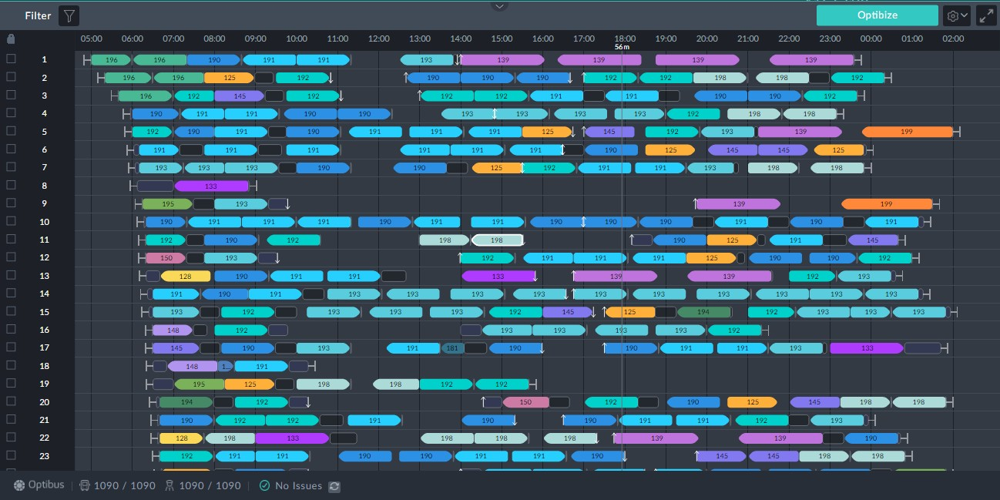 Filter Optibize
05:00 06:00 07:00 08:00 09:00 10:00 11:00 12:00 13:00 14:00 15:00 16:00 17:00 18:00 19:00 20:00 21:00 22:00 23:00 00:00 01:00 02:00
56m
1 196 196 190 191 191 193 139 139 139 139
2 196 196 125 192 190 190 190 192 192 198 198 192
3 196 192 145 192 192 192 191 191 190 190 192
4 190 191 191 190 190 193 193 193 193 192 198 198
5 192 190 191 190 191 191 191 125 145 192 193 139 199
6 191 191 191 191 191 191 190 125 145 145 125
7 193 193 193 190 190 125 192 191 191 193 198 198
8 133
9 195 193 139 199
10 190 191 191 191 190 191 191 190 190 190 191 190 191
11 192 190 192 198 198 190 125 191 145
12 150 193 192 191 191 191 125 190 190 192
13 128 190 191 191 133 139 139 192 193
14 191 190 191 193 193 193 193 193 193 193 193 193 193
15 193 192 193 193 193 192 145 125 194 192 193 193 193
16 148 192 193 193 193 193 192
17 145 190 193 191 181 190 190 191 191 193 133
18 148 1... 191
19 195 125 198 198 192 192
20 194 192 150 192 190 125 145 198 198
21 190 192 192 191 190 190 191 191 192 193
22 128 198 133 198 198 198 139 139 190
23 192 191 191 190 190 191 191 190 145 145 198 198
Optibus 1090 / 1090 1090 / 1090 No Issues